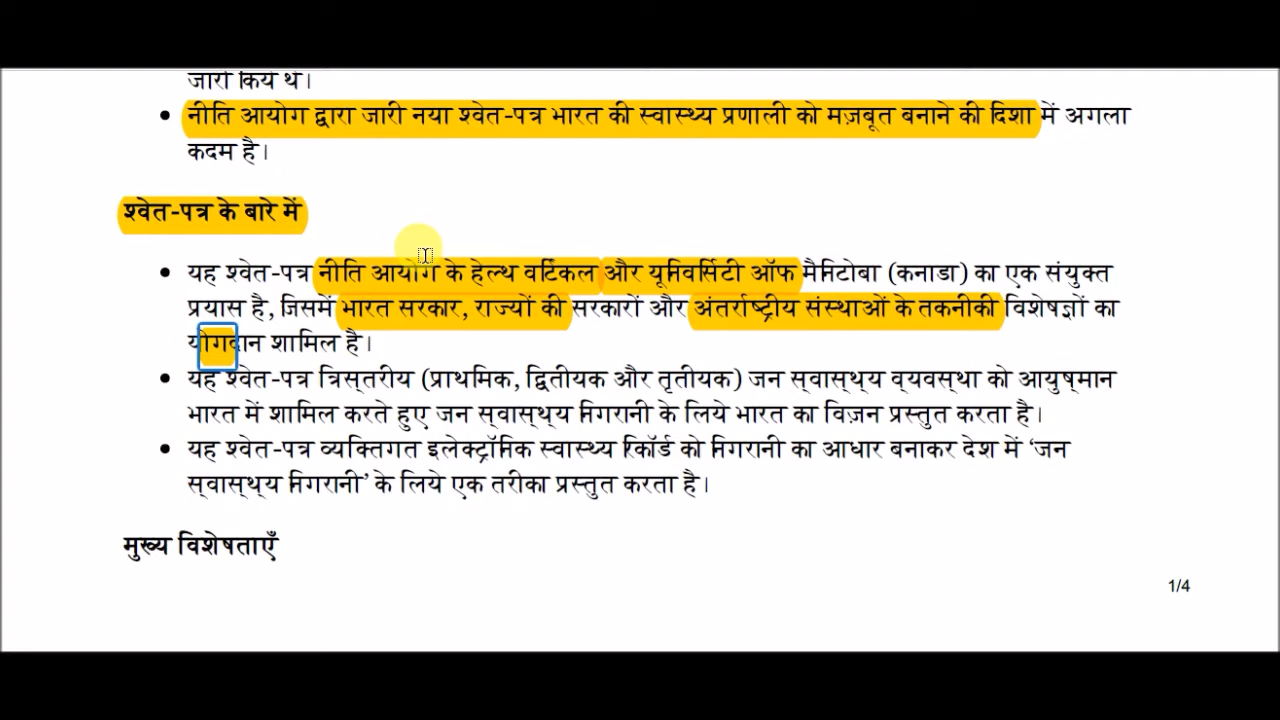 जारी किये थे।
नीति आयोग द्वारा जारी नया श्वेत-पत्र भारत की स्वास्थ्य प्रणाली को मज़बूत बनाने की दिशा में अगला
कदम है।
श्वेत-पत्र के बारे में
यह श्वेत-पत्र नीति आयोग के हेल्थ वर्टिकल और यूनिवर्सिटी ऑफ मैनिटोबा (कनाडा) का एक संयुक्त
प्रयास है, जिसमें भारत सरकार, राज्यों की सरकारों और अंतर्राष्ट्रीय संस्थाओं के तकनीकी विशेषज्ञों का
योगदान शामिल है।
यह श्वेत-पत्र त्रिस्तरीय (प्राथमिक, द्वितीयक और तृतीयक) जन स्वास्थ्य व्यवस्था को आयुष्मान
भारत में शामिल करते हुए जन स्वास्थ्य निगरानी के लिये भारत का विज़न प्रस्तुत करता है।
यह श्वेत-पत्र व्यक्तिगत इलेक्ट्रॉनिक स्वास्थ्य रिकॉर्ड को निगरानी का आधार बनाकर देश में ‘जन
स्वास्थ्य निगरानी’ के लिये एक तरीका प्रस्तुत करता है।
मुख्य विशेषताएँ
1/4